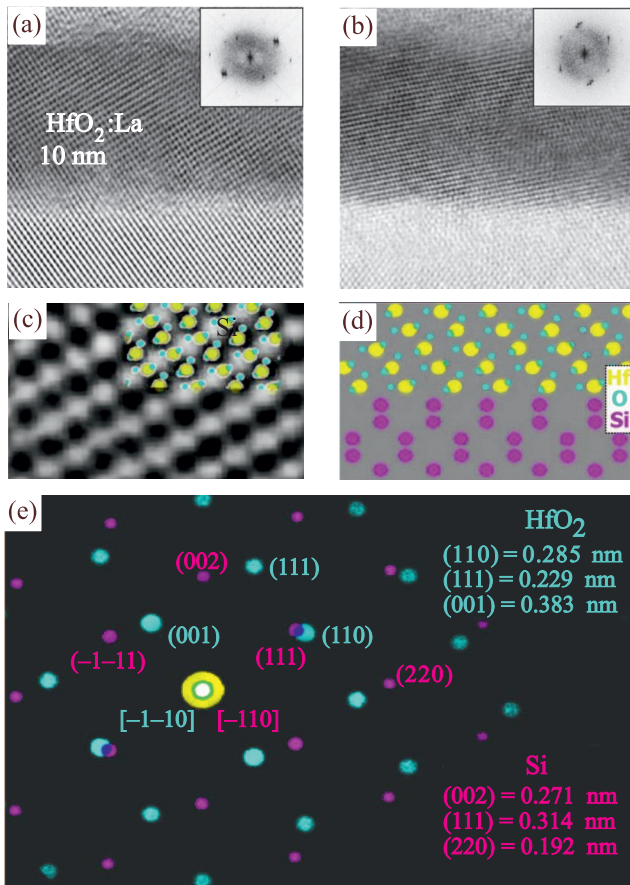 (a)
(b)
HfO2:La
10 nm
(c)
Si
(d)
Hf
O
Si
(e)
HfO2
(110) = 0.285 nm
(111) = 0.229 nm
(001) = 0.383 nm
(002)
(111)
(001)
(110)
(–1–11)
(111)
(220)
[–1–10]
[–110]
Si
(002) = 0.271 nm
(111) = 0.314 nm
(220) = 0.192 nm